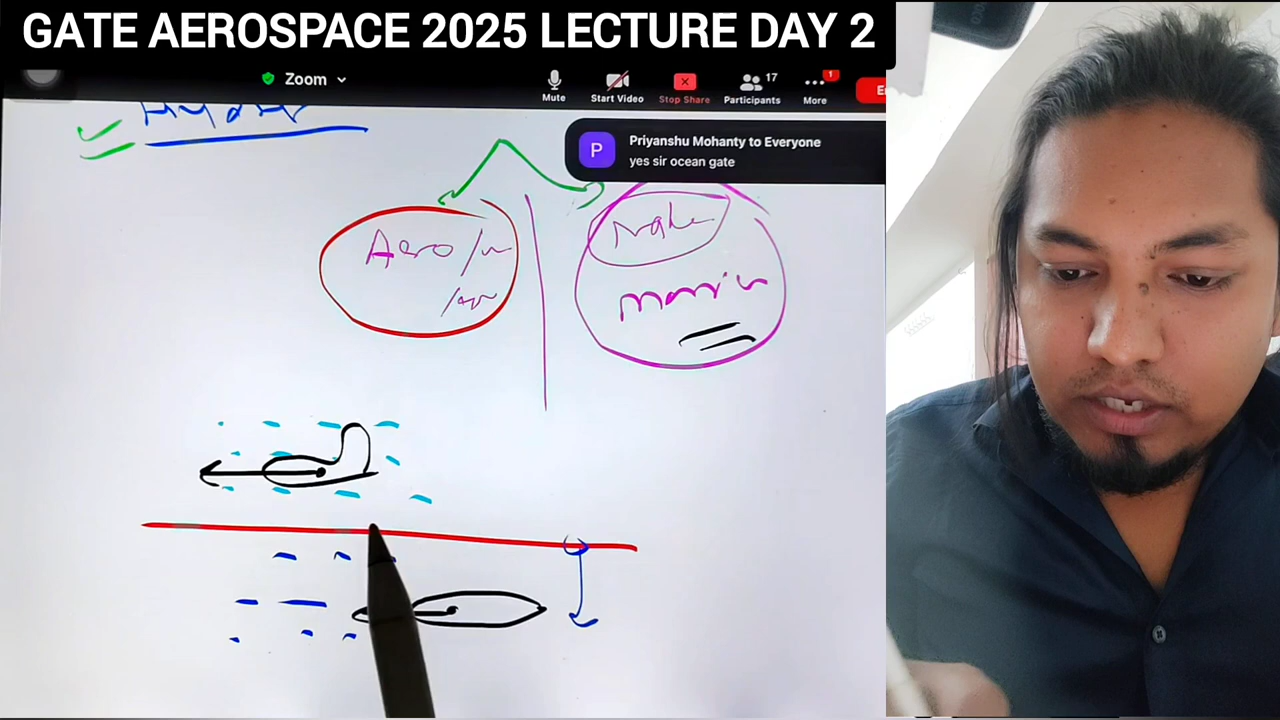 GATE AEROSPACE 2025 LECTURE DAY 2
Zoom
Mute
Start Video
Stop Share
17
Participants
1
More
P
Priyanshu Mohanty to Everyone
yes sir ocean gate
Aero